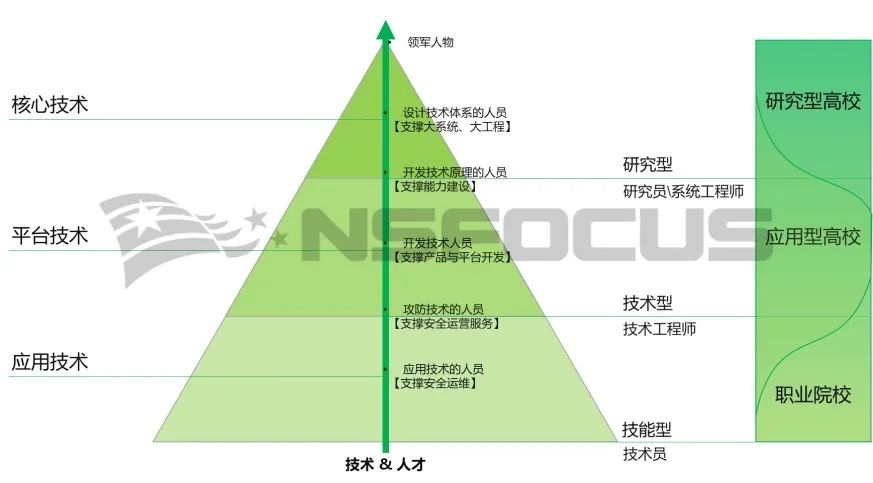 领军人物
核心技术
设计技术体系的人员
【支撑大系统、大工程】
研究型高校
开发技术原理的人员
【支撑能力建设】
研究型
研究员\系统工程师
NSFOCUS
平台技术
开发技术人员
【支撑产品与平台开发】
应用型高校
攻防技术的人员
【支撑安全运营服务】
技术型
技术工程师
应用技术
应用技术的人员
【支撑安全运维】
职业院校
技能型
技术员
技术 & 人才